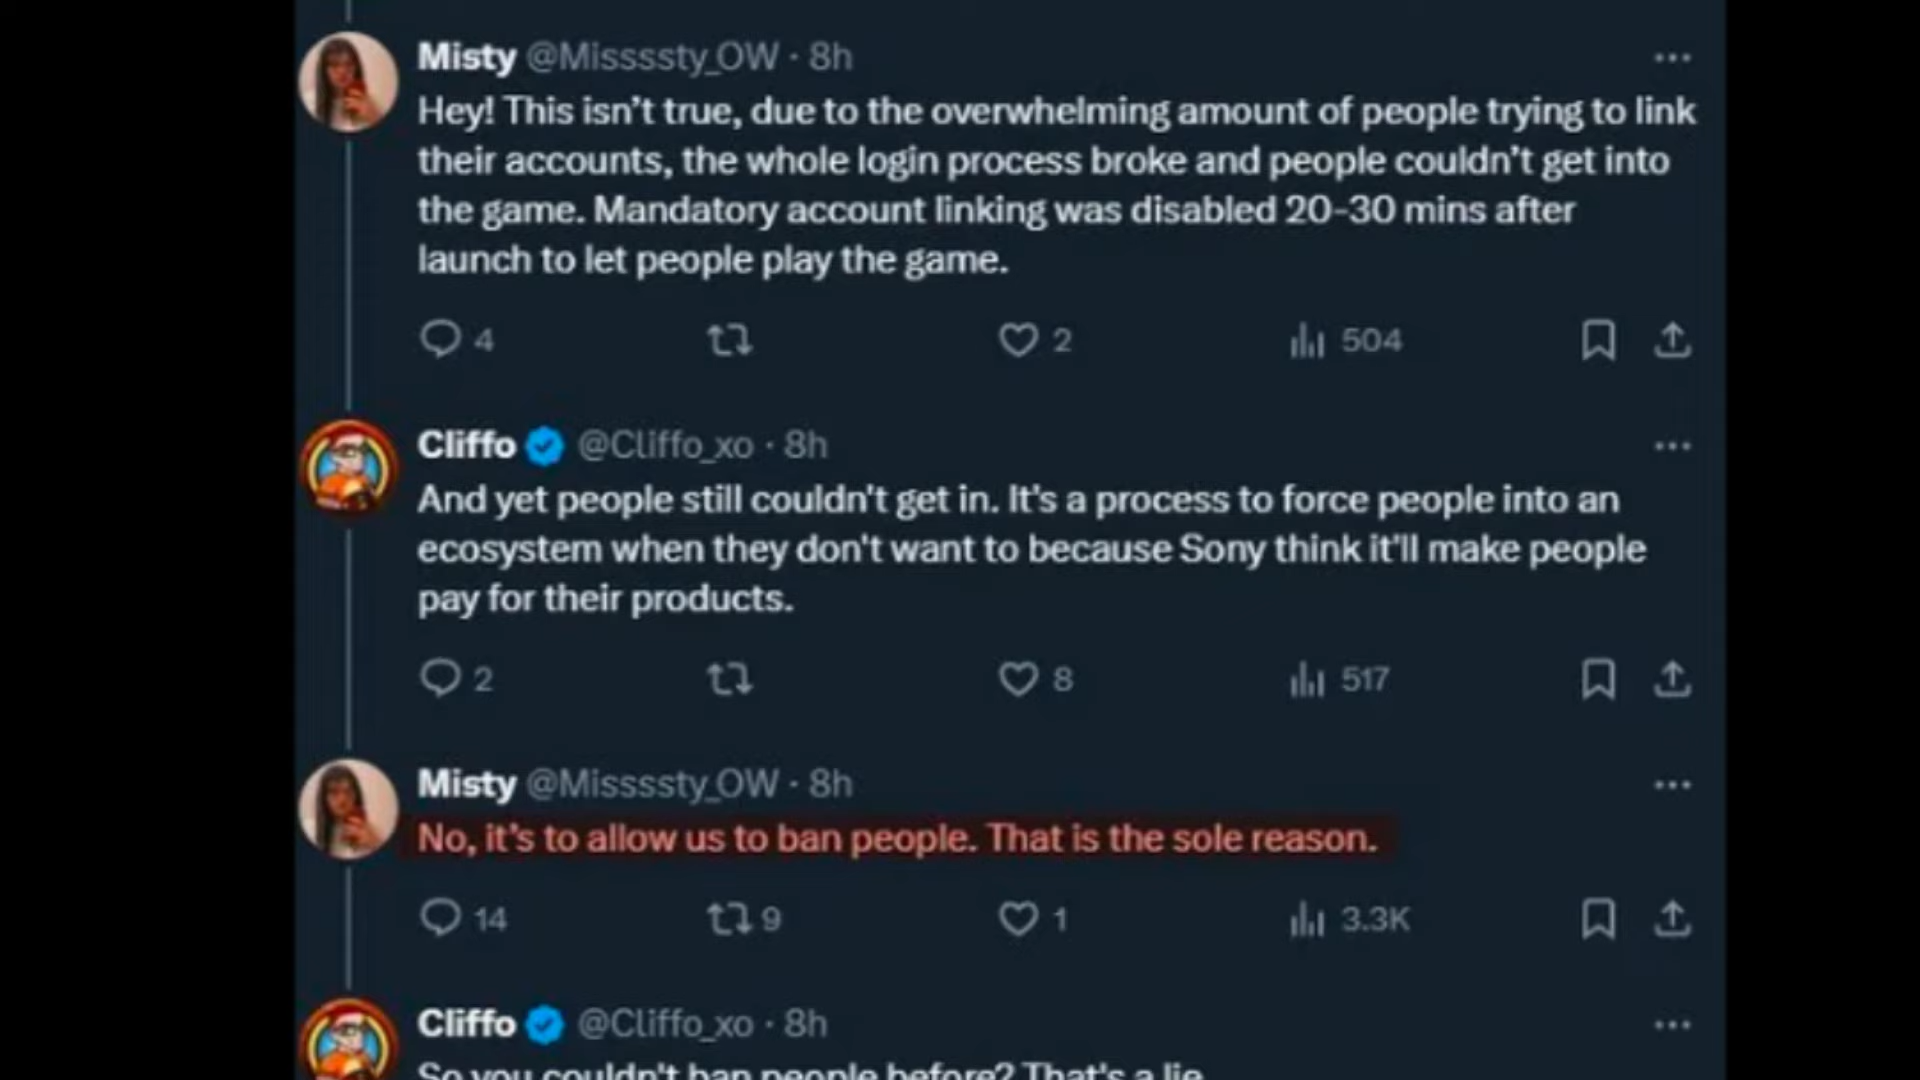 Misty @Missssty_OW · 8h
Hey! This isn't true, due to the overwhelming amount of people trying to link
their accounts, the whole login process broke and people couldn't get into
the game. Mandatory account linking was disabled 20-30 mins after
launch to let people play the game.
4 2 504
Cliffo @Cliffo_xo · 8h
And yet people still couldn't get in. It's a process to force people into an
ecosystem when they don't want to because Sony think it'll make people
pay for their products.
2 8 517
Misty @Missssty_OW · 8h
No, it's to allow us to ban people. That is the sole reason.
14 9 1 3.3K
Cliffo @Cliffo_xo · 8h
So you couldn't ban people before? That's a lie